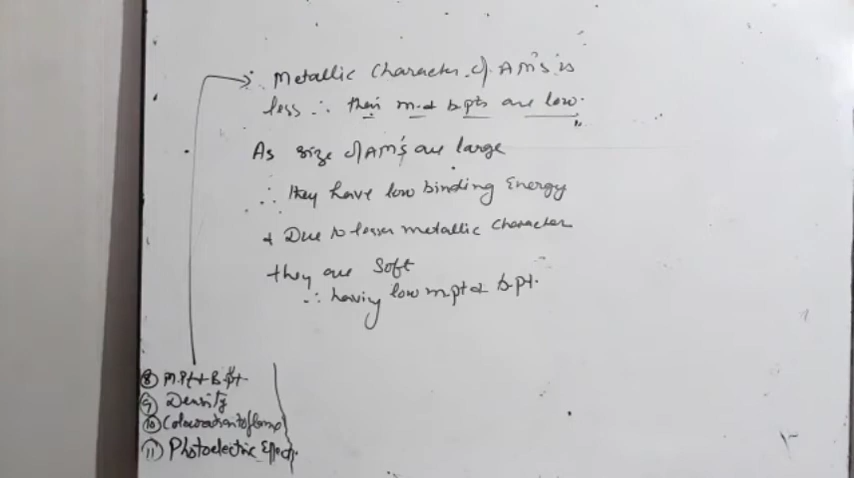 ∴ Metallic Character of AM's is
less ∴ their m. & b.pts are low.
As size of AM's are large
∴ they have low binding Energy
& Due to lesser metallic Character
they are Soft
∴ having low m.pt & b.pt.
⑧ M.Pt + B.pt.
⑨ Density
⑩ Colouration to flame
⑪ Photoelectric Effect.